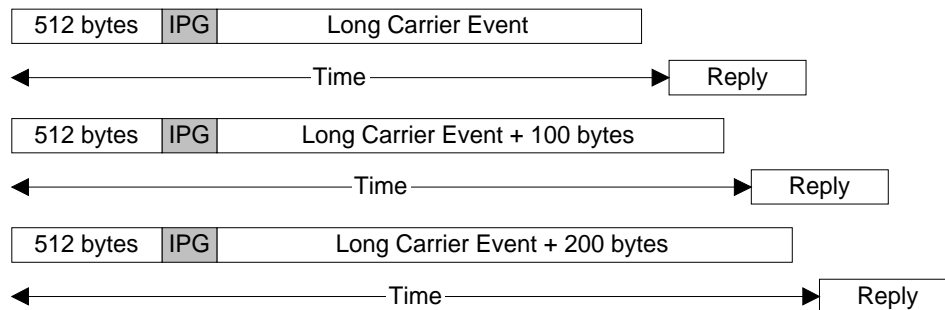 512 bytes IPG Long Carrier Event
Time Reply
512 bytes IPG Long Carrier Event + 100 bytes
Time Reply
512 bytes IPG Long Carrier Event + 200 bytes
Time Reply